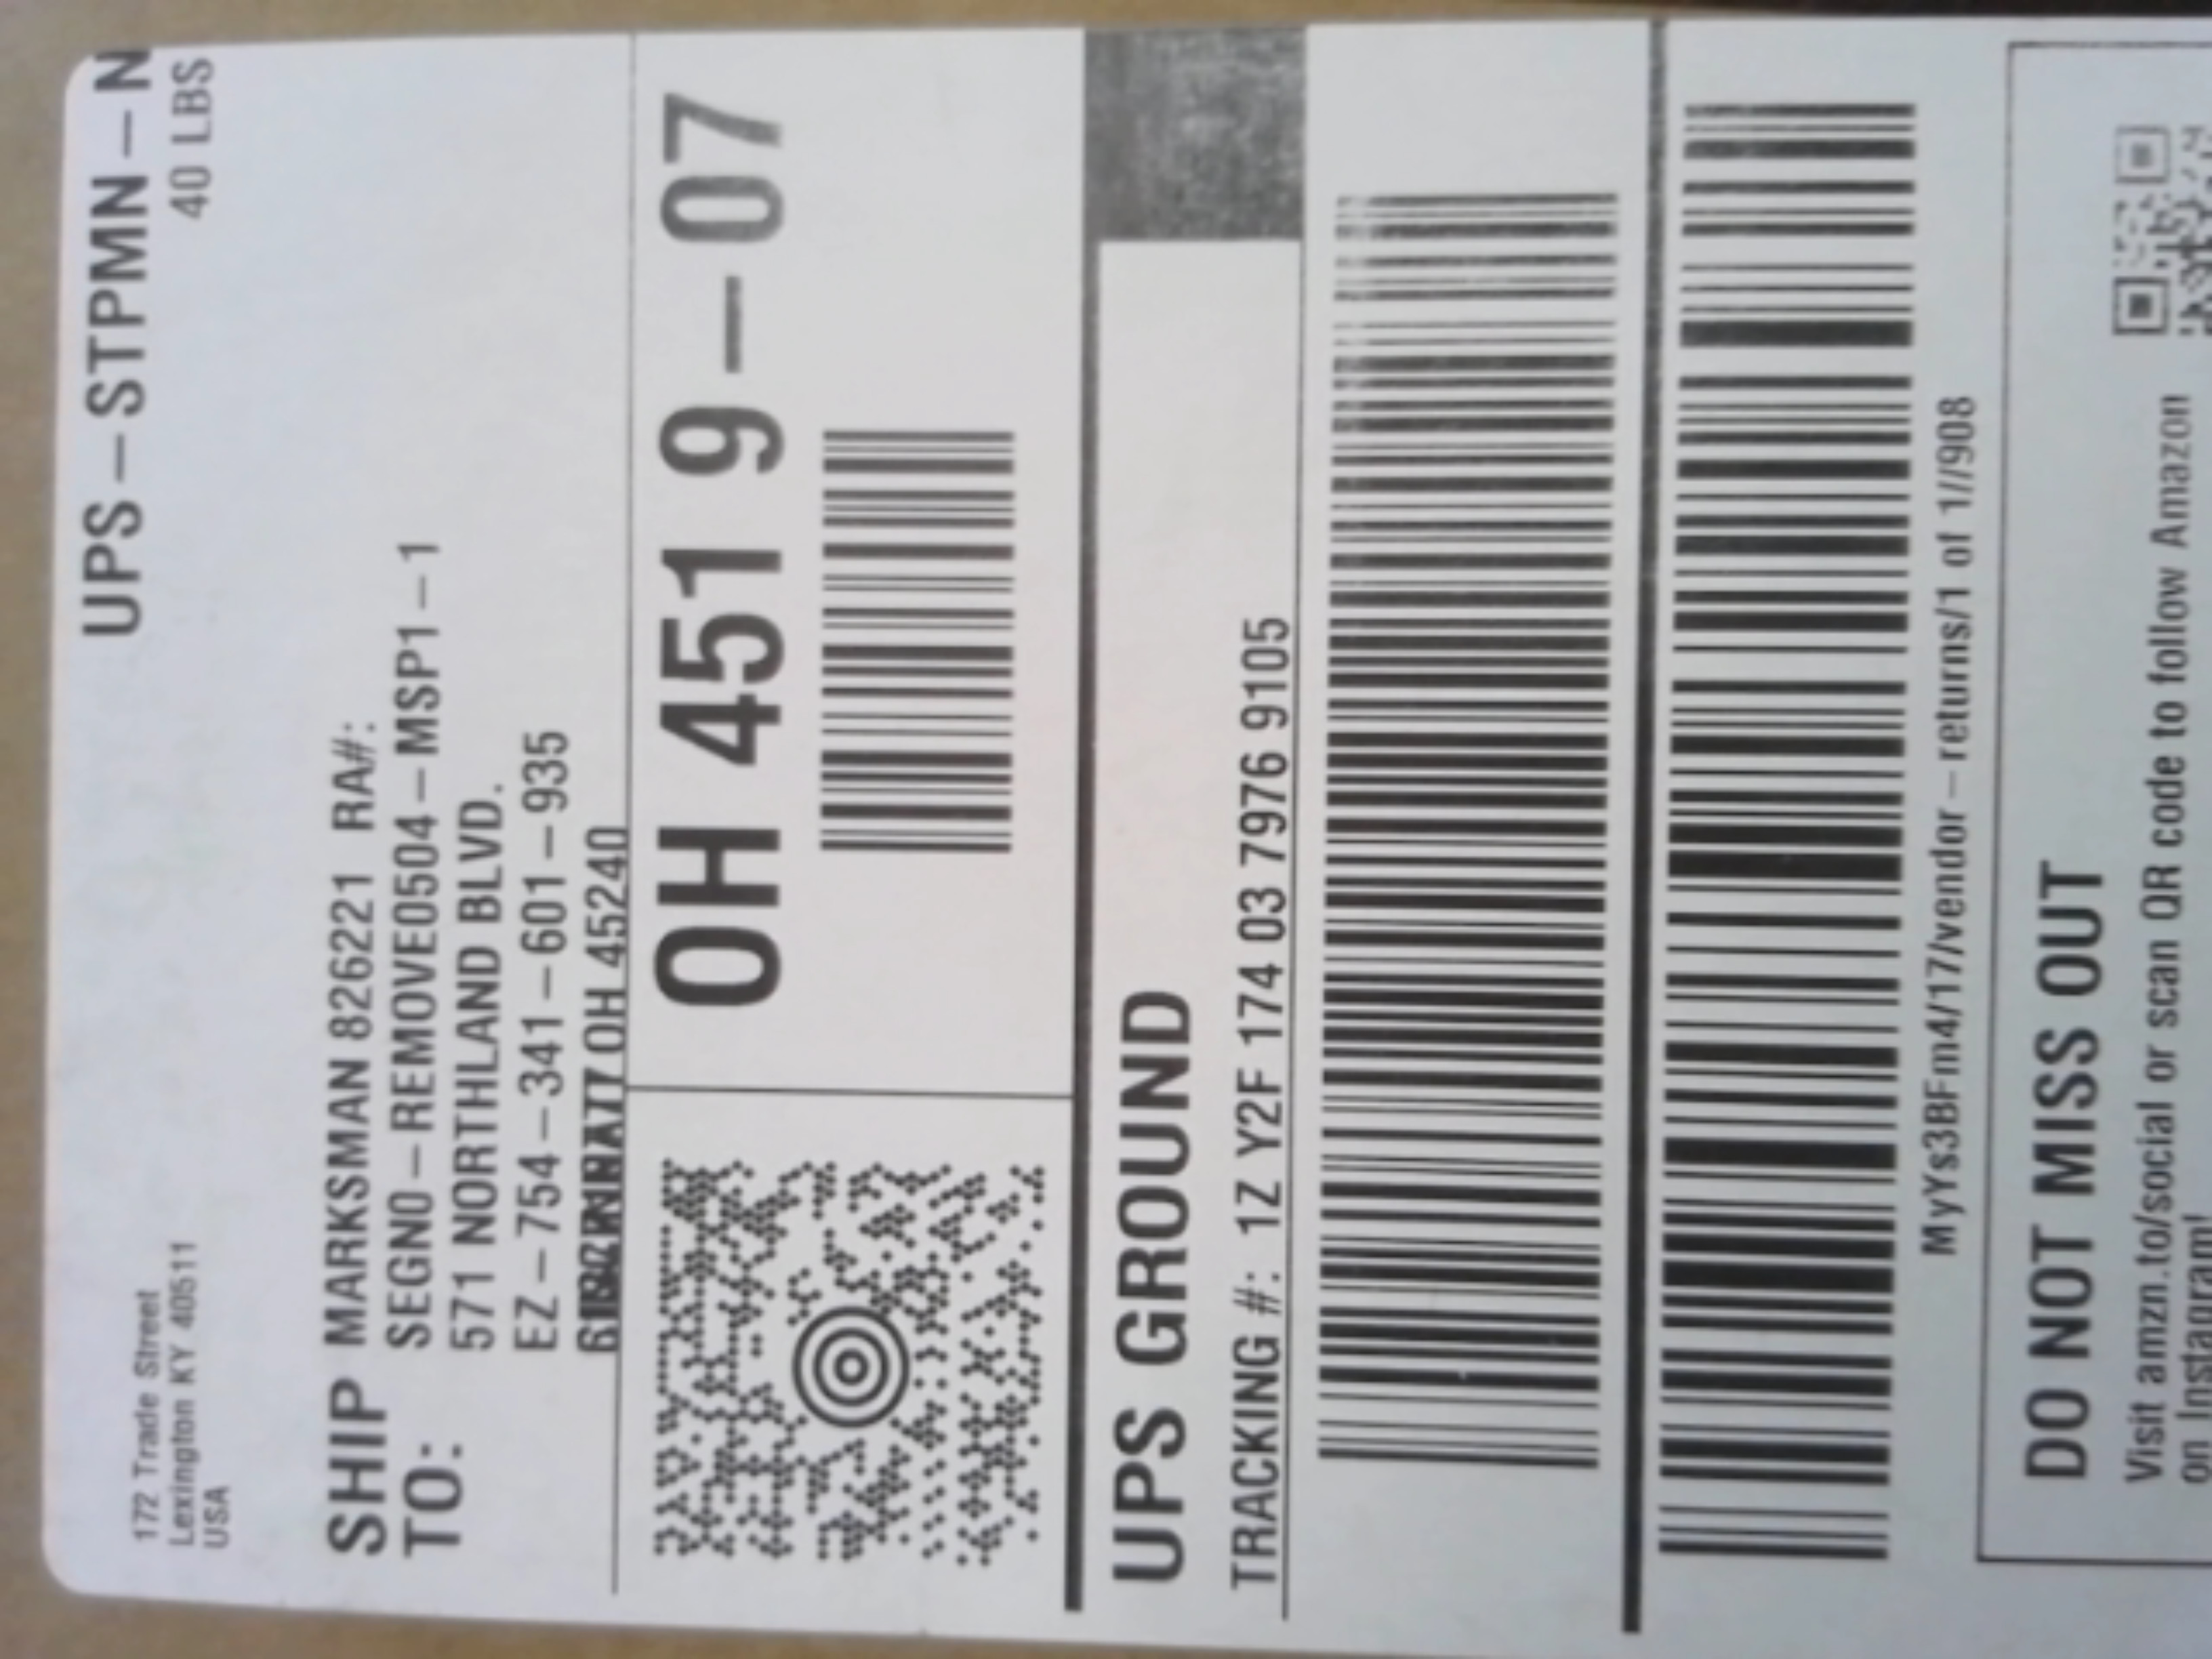 UPS-STPMN-N
40 LBS
172 Trade Street
Lexington KY 40511
USA
SHIP TO:
MARKSMAN 826221 RA#:
SEGN0-REMOVE0504-MSP1-1
571 NORTHLAND BLVD.
EZ-754-341-601-935
OH 45240
OH 451 9-07
UPS GROUND
TRACKING #: 1Z Y2F 174 03 7976 9105
MyYs3BFm4/17/vendor-returns/1 of 1//908
DO NOT MISS OUT
Visit amzn.to/social or scan QR code to follow Amazon
on Instagram!